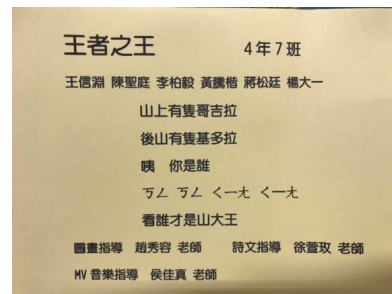 王者之王 4年7班
王信淵 陳聖庭 李柏毅 黃騰楷 蔣松廷 楊大一
山上有隻哥吉拉
後山有隻基多拉
咦 你是誰
ㄎㄥ ㄎㄥ ㄑㄧㄤ ㄑㄧㄤ
看誰才是山大王
圖畫指導 趙秀容 老師 詩文指導 徐萱玫 老師
MV 音樂指導 侯佳真 老師